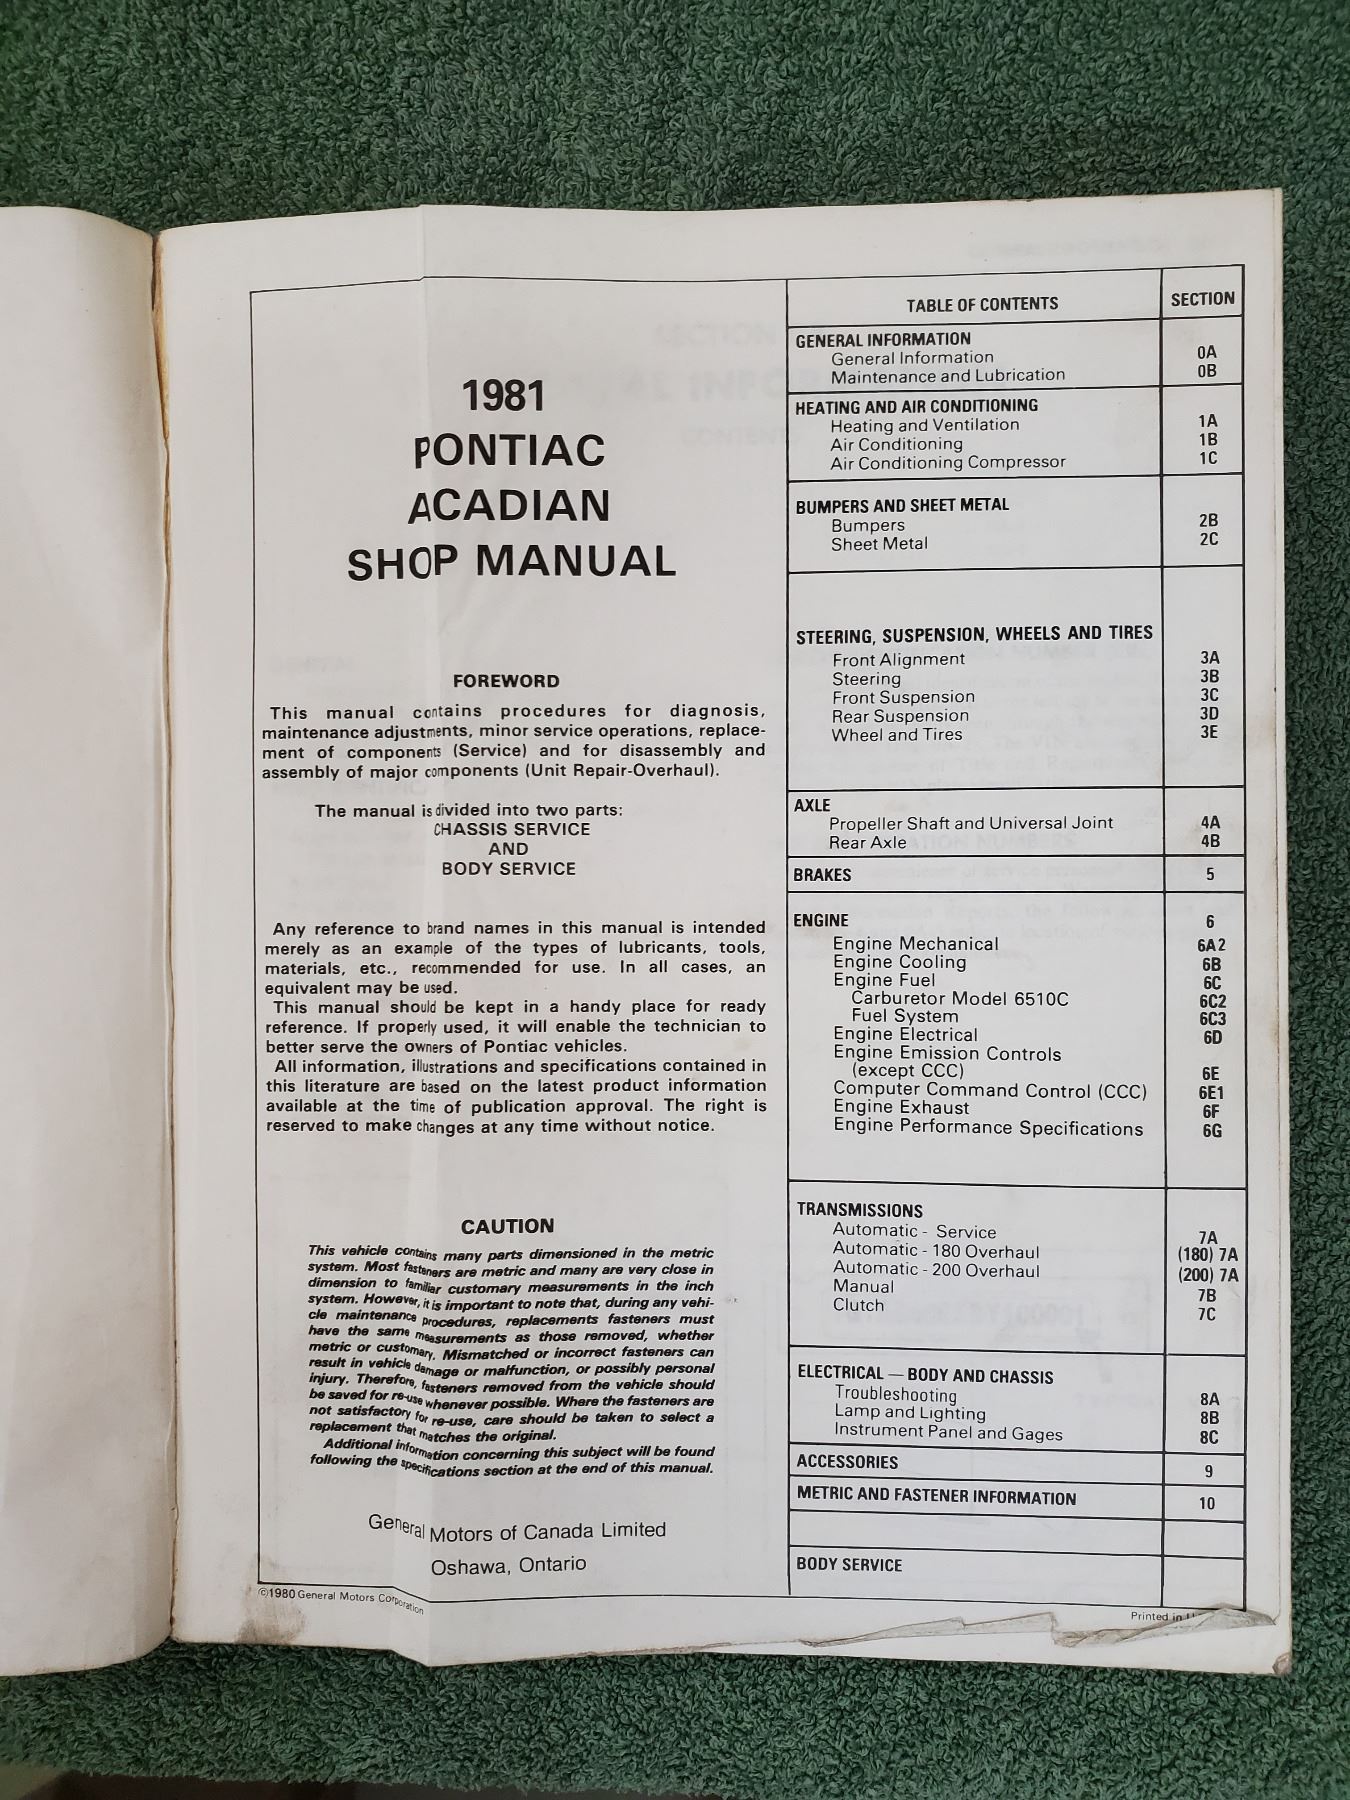 1981
PONTIAC
ACADIAN
SHOP MANUAL
FOREWORD
This manual contains procedures for diagnosis,
maintenance adjustments, minor service operations, replace-
ment of components (Service) and for disassembly and
assembly of major components (Unit Repair-Overhaul).
The manual is divided into two parts:
CHASSIS SERVICE
AND
BODY SERVICE
Any reference to brand names in this manual is intended
merely as an example of the types of lubricants, tools,
materials, etc., recommended for use. In all cases, an
equivalent may be used.
This manual should be kept in a handy place for ready
reference. If properly used, it will enable the technician to
better serve the owners of Pontiac vehicles.
All information, illustrations and specifications contained in
this literature are based on the latest product information
available at the time of publication approval. The right is
reserved to make changes at any time without notice.
CAUTION
This vehicle contains many parts dimensioned in the metric
system. Most fasteners are metric and many are very close in
dimension to familiar customary measurements in the inch
system. However, it is important to note that, during any vehi-
cle maintenance procedures, replacements fasteners must
have the same measurements as those removed, whether
metric or customary. Mismatched or incorrect fasteners can
result in vehicle damage or malfunction, or possibly personal
injury. Therefore, fasteners removed from the vehicle should
be saved for re-use whenever possible. Where the fasteners are
not satisfactory for re-use, care should be taken to select a
replacement that matches the original.
Additional information concerning this subject will be found
following the specifications section at the end of this manual.
General Motors of Canada Limited
Oshawa, Ontario
©1980 General Motors Corporation
TABLE OF CONTENTS SECTION
GENERAL INFORMATION
General Information 0A
Maintenance and Lubrication 0B
HEATING AND AIR CONDITIONING
Heating and Ventilation 1A
Air Conditioning 1B
Air Conditioning Compressor 1C
BUMPERS AND SHEET METAL
Bumpers 2B
Sheet Metal 2C
STEERING, SUSPENSION, WHEELS AND TIRES
Front Alignment 3A
Steering 3B
Front Suspension 3C
Rear Suspension 3D
Wheel and Tires 3E
AXLE
Propeller Shaft and Universal Joint 4A
Rear Axle 4B
BRAKES 5
ENGINE 6
Engine Mechanical 6A2
Engine Cooling 6B
Engine Fuel 6C
Carburetor Model 6510C 6C2
Fuel System 6C3
Engine Electrical 6D
Engine Emission Controls
(except CCC) 6E
Computer Command Control (CCC) 6E1
Engine Exhaust 6F
Engine Performance Specifications 6G
TRANSMISSIONS
Automatic - Service 7A
Automatic - 180 Overhaul (180) 7A
Automatic - 200 Overhaul (200) 7A
Manual 7B
Clutch 7C
ELECTRICAL — BODY AND CHASSIS
Troubleshooting 8A
Lamp and Lighting 8B
Instrument Panel and Gages 8C
ACCESSORIES 9
METRIC AND FASTENER INFORMATION 10
BODY SERVICE
Printed in